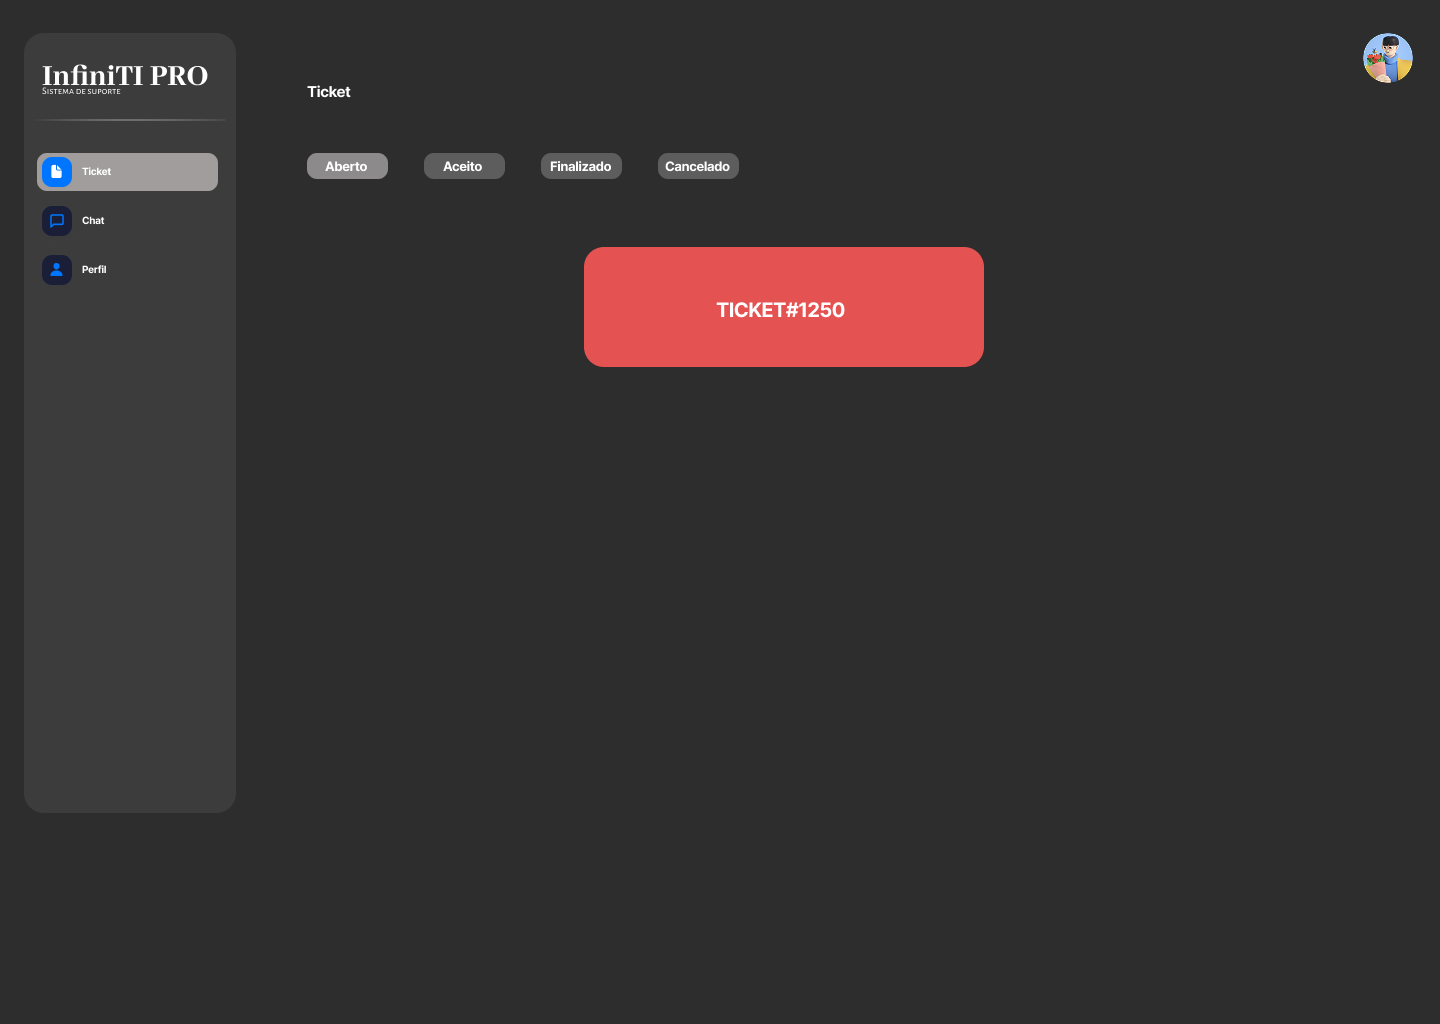 InfiniTI PRO
SISTEMA DE SUPORTE
Ticket
Chat
Perfil
Ticket
Aberto
Aceito
Finalizado
Cancelado
TICKET#1250